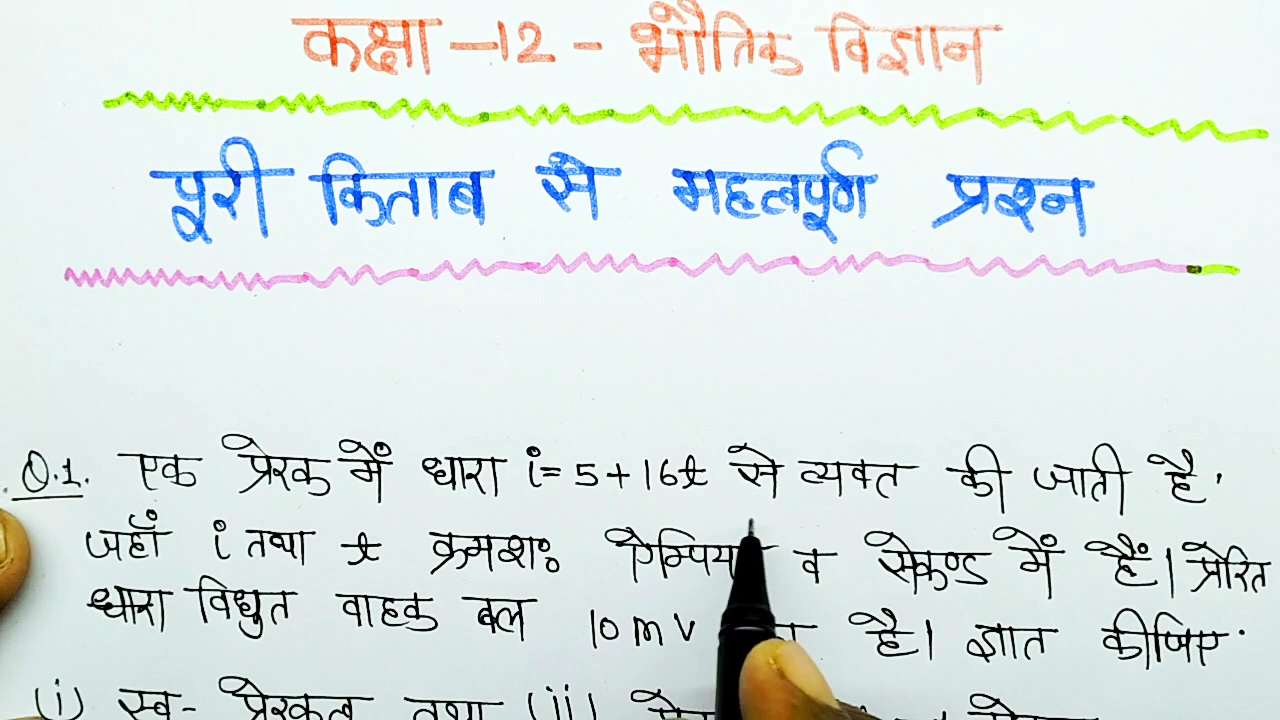 कक्षा -12 - भौतिक विज्ञान
पूरी किताब से महत्वपूर्ण प्रश्न
Q.1. एक प्रेरक में धारा i = 5 + 16t से व्यक्त की जाती है.
जहाँ i तथा t क्रमशः व सेकण्ड में हैं। प्रेरित
धारा विधुत वाहक बल 10 mV है। ज्ञात कीजिए.
(i) स्व- प्रेरकत्व तथा (ii)